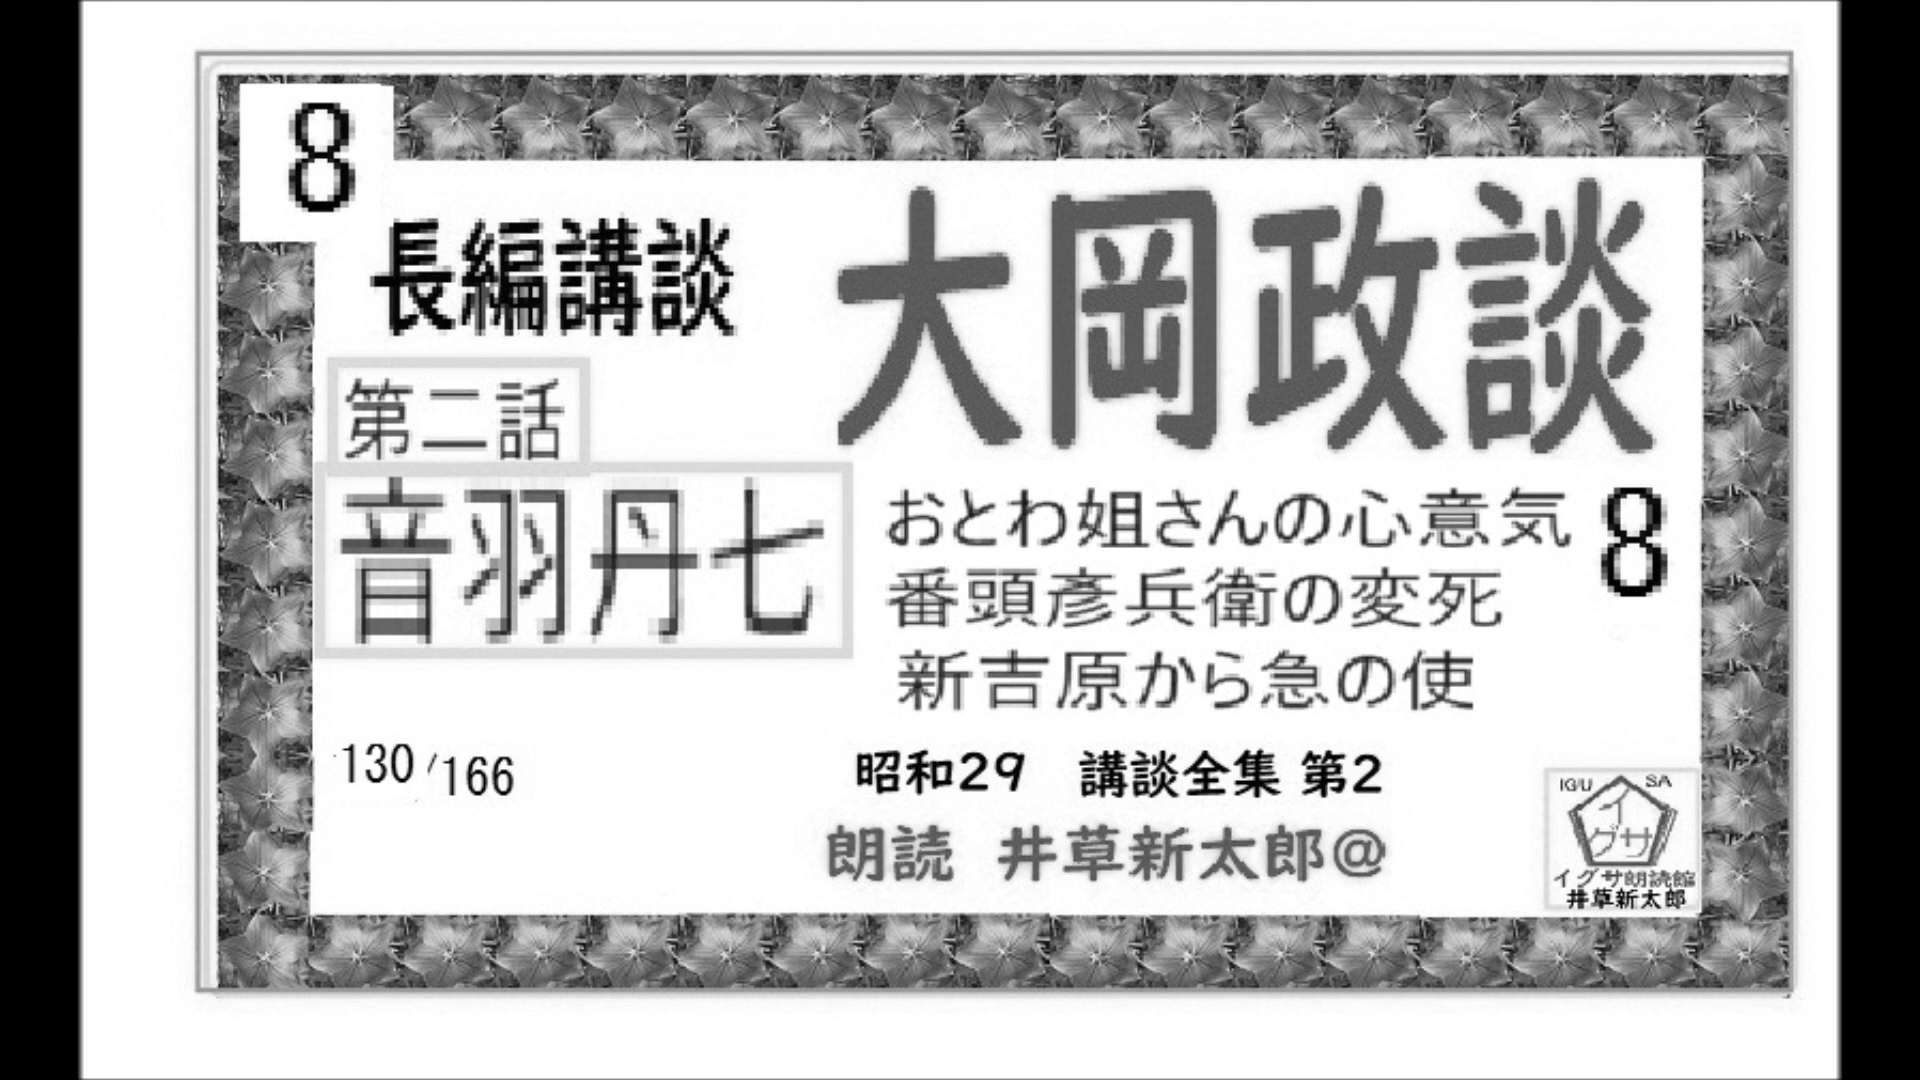 8
長編講談
大岡政談
第二話
音羽丹七
おとわ姐さんの心意気
番頭彥兵衛の変死
新吉原から急の使
8
130/166
昭和29 講談全集 第2
朗読 井草新太郎@
IGU SA
イグサ
イグサ朗読館
井草新太郎